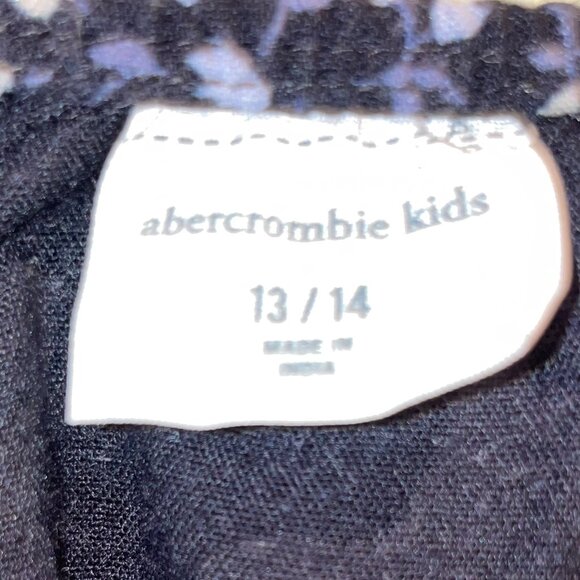 abercrombie kids
13 / 14
MADE IN
INDIA